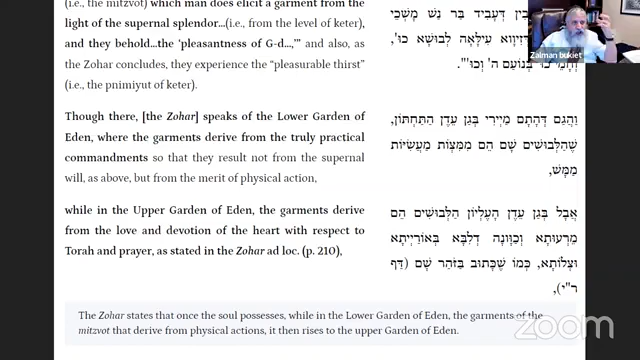 (i.e., the mitzvot) which man does elicit a garment from the
light of the supernal splendor...(i.e., from the level of keter),
and they behold...the ‘pleasantness of G-d...,’” and also, as
the Zohar concludes, they experience the “pleasurable thirst”
(i.e., the pnimiyut of keter).
דְּעָבֵיד בַּר נַשׁ מָשְׁכֵי
עִילָּאָה לְבוּשָׁא כו',
בְּנוֹעַם ה' וְכוּ'".
Though there, [the Zohar] speaks of the Lower Garden of
Eden, where the garments derive from the truly practical
commandments so that they result not from the supernal
will, as above, but from the merit of physical action,
וַהֲגַם דְּהָתָם מַיְירֵי בְּגַן עֵדֶן הַתַּחְתּוֹן,
שֶׁהַלְּבוּשִׁים שָׁם הֵם מִמִּצְוֹת מַעֲשִׂיּוֹת
מַמָּשׁ,
while in the Upper Garden of Eden, the garments derive
from the love and devotion of the heart with respect to
Torah and prayer, as stated in the Zohar ad loc. (p. 210),
אֲבָל בְּגַן עֵדֶן הָעֶלְיוֹן הַלְּבוּשִׁים הֵם
מֵרְעוּתָא וְכַוָּונָה דְלִבָּא בְּאוֹרַיְיתָא
וּצְלוֹתָא, כְּמוֹ שֶׁכָּתוּב בַּזֹּהַר שָׁם (דַּף
ר"י),
The Zohar states that once the soul possesses, while in the Lower Garden of Eden, the garments of the
mitzvot that derive from physical actions, it then rises to the upper Garden of Eden.
Zalman bukiet
zoom